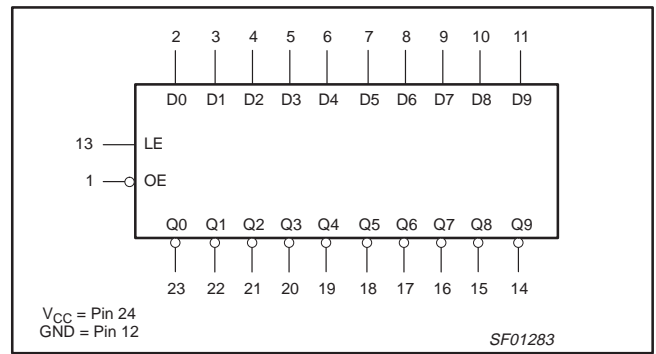 2 3 4 5 6 7 8 9 10 11
D0 D1 D2 D3 D4 D5 D6 D7 D8 D9
13 LE
1 OE
Q0 Q1 Q2 Q3 Q4 Q5 Q6 Q7 Q8 Q9
23 22 21 20 19 18 17 16 15 14
VCC = Pin 24
GND = Pin 12
SF01283